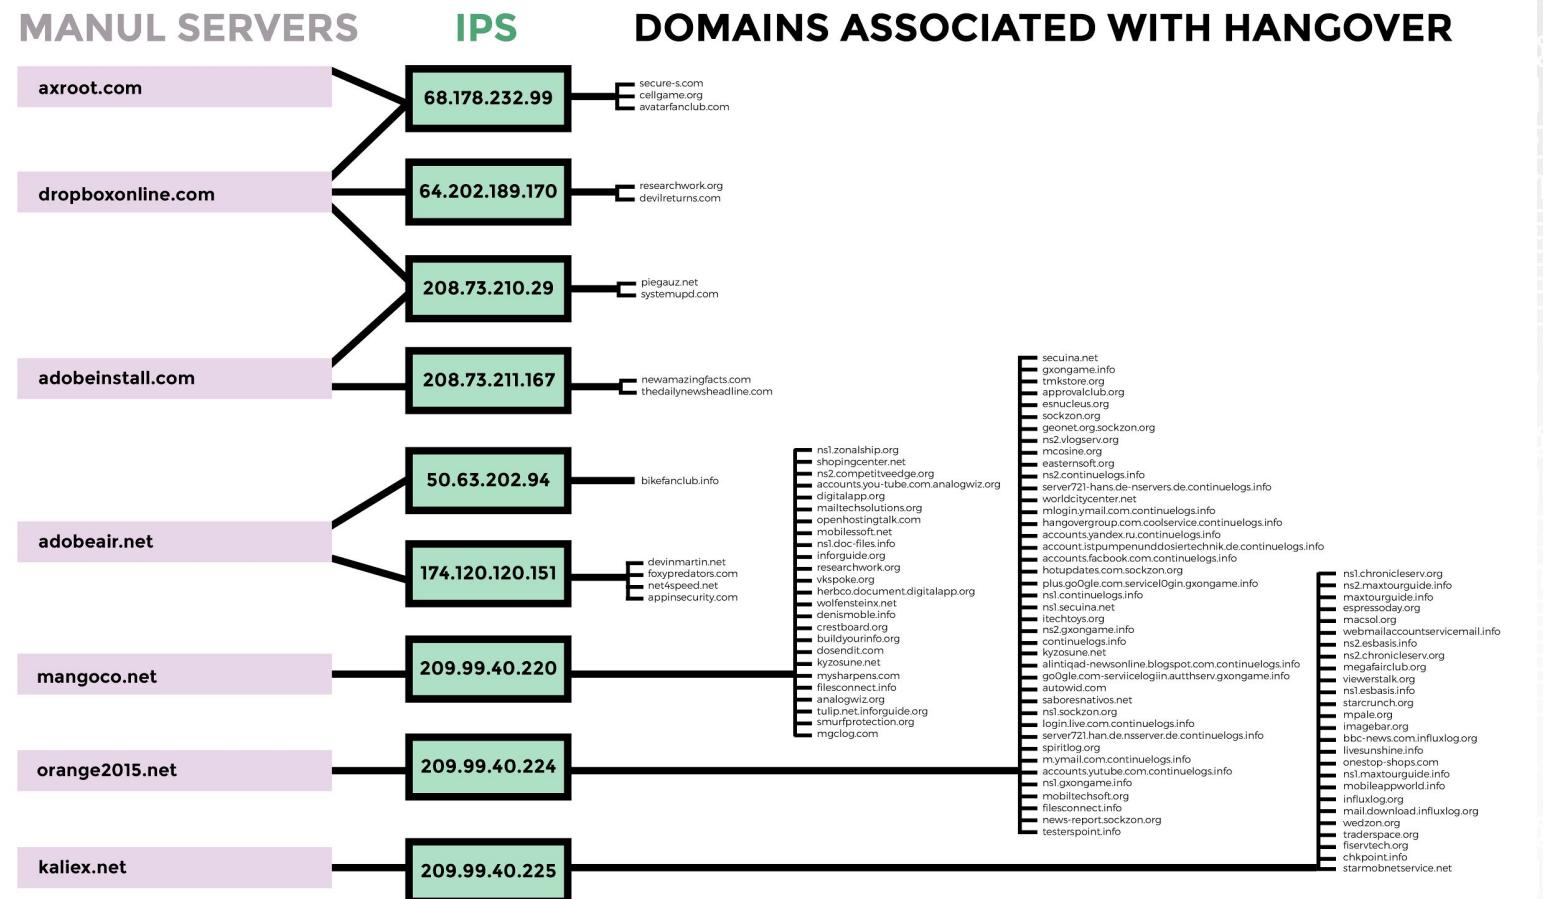 MANUL SERVERS
IPS
DOMAINS ASSOCIATED WITH HANGOVER
axroot.com
dropboxonline.com
adobeinstall.com
adobeair.net
mangoco.net
orange2015.net
kaliex.net
68.178.232.99
64.202.189.170
208.73.210.29
208.73.211.167
50.63.202.94
174.120.120.151
209.99.40.220
209.99.40.224
209.99.40.225
secure-s.com
cellgame.org
avatarfanclub.com
researchwork.org
devilreturns.com
piegauz.net
systemupd.com
newamazingfacts.com
thedailynewsheadline.com
bikefanclub.info
devinmartin.net
foxypredators.com
net4speed.net
appinsecurity.com
ns1.zonalship.org
shopingcenter.net
ns2.competitveedge.org
accounts.you-tube.com.analogwiz.org
digitalapp.org
mailtechsolutions.org
openhostingtalk.com
mobilessoft.net
ns1.doc-files.info
inforguide.org
researchwork.org
vkspoke.org
herbco.document.digitalapp.org
wolfensteinx.net
denismoble.info
crestboard.org
buildyourinfo.org
dosendit.com
kyzosune.net
mysharpens.com
filesconnect.info
analogwiz.org
tulip.net.inforguide.org
smurfprotection.org
mgclog.com
secuina.net
gxongame.info
tmkstore.org
approvalclub.org
esnucleus.org
sockzon.org
geonet.org.sockzon.org
ns2.vlogserv.org
mcosine.org
easternsoft.org
ns2.continuelogs.info
server721-hans.de-nservers.de.continuelogs.info
worldcitycenter.net
mlogin.ymail.com.continuelogs.info
hangovergroup.com.coolservice.continuelogs.info
accounts.yandex.ru.continuelogs.info
account.istpumpenunddosiertechnik.de.continuelogs.info
accounts.facbook.com.continuelogs.info
hotupdates.com.sockzon.org
plus.go0gle.com.servicel0gin.gxongame.info
ns1.continuelogs.info
ns1.secuina.net
itechtoys.org
ns2.gxongame.info
continuelogs.info
kyzosune.net
alintiqad-newsonline.blogspot.com.continuelogs.info
go0gle.com-serviicelogiin.autthserv.gxongame.info
autowid.com
saboresnativos.net
ns1.sockzon.org
login.live.com.continuelogs.info
server721.han.de.nsserver.de.continuelogs.info
spiritlog.org
m.ymail.com.continuelogs.info
accounts.yutube.com.continuelogs.info
ns1.gxongame.info
mobiltechsoft.org
filesconnect.info
news-report.sockzon.org
testerspoint.info
ns1.chronicleserv.org
ns2.maxtourguide.info
maxtourguide.info
espressoday.org
macsol.org
webmailaccountservicemail.info
ns2.esbasis.info
ns2.chronicleserv.org
megafairclub.org
viewerstalk.org
ns1.esbasis.info
starcrunch.org
mpale.org
imagebar.org
bbc-news.com.influxlog.org
livesunshine.info
onestop-shops.com
ns1.maxtourguide.info
mobileappworld.info
influxlog.org
mail.download.influxlog.org
wedzon.org
traderspace.org
fiservtech.org
chkpoint.info
starmobnetservice.net